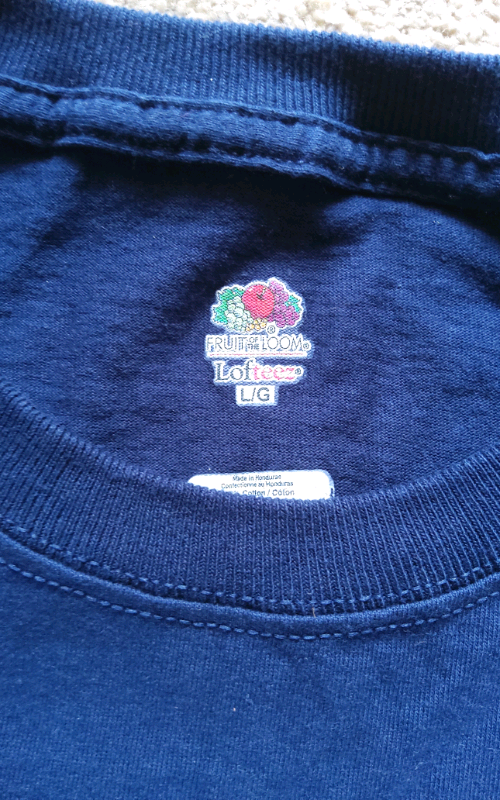 FRUIT OF THE LOOM®
Lofteez®
L/G
Made in Honduras
Confectionné au Honduras
Cotton / Coton